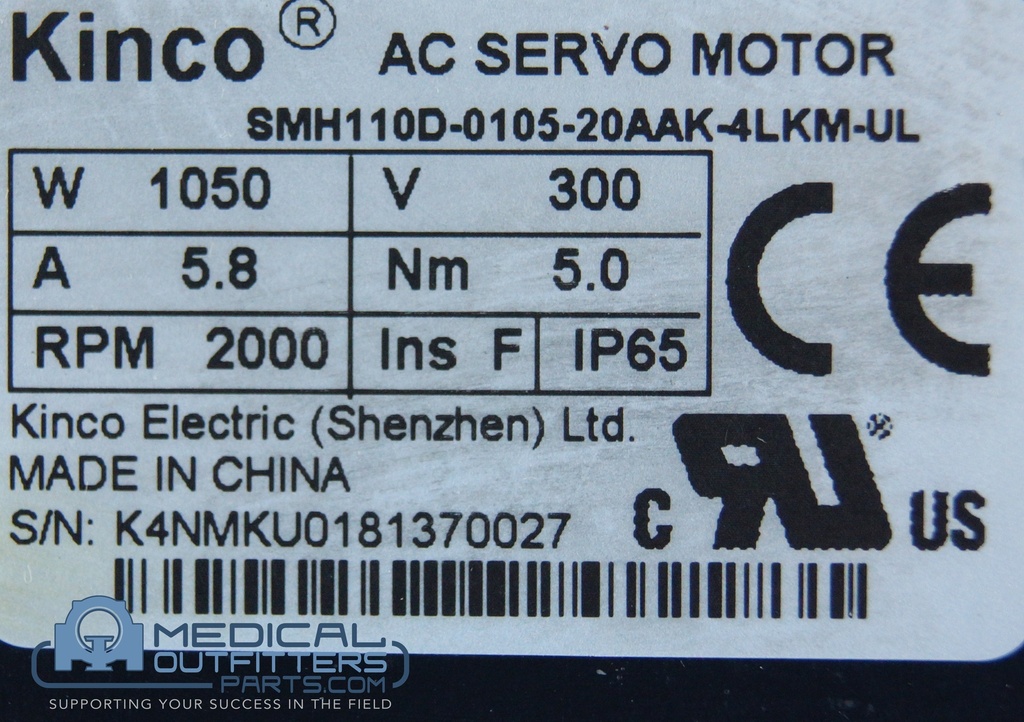 Kinco®
AC SERVO MOTOR
SMH110D-0105-20AAK-4LKM-UL
W 1050 V 300
A 5.8 Nm 5.0
RPM 2000 Ins F IP65
CE
Kinco Electric (Shenzhen) Ltd.
MADE IN CHINA
S/N: K4NMKU0181370027
C RU US
MEDICAL
OUTFITTERS
PARTS.COM
SUPPORTING YOUR SUCCESS IN THE FIELD